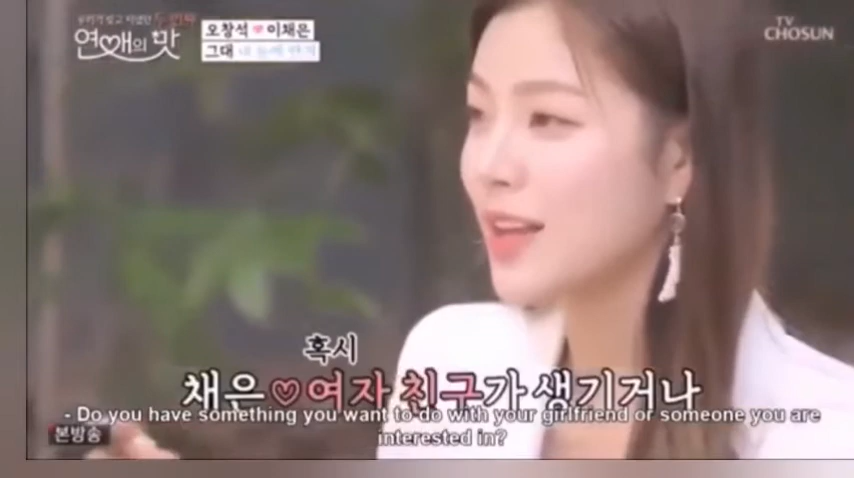 연애의 맛
오창석♥이채은
그대
TV
CHOSUN
혹시
채은♡여자 친구가 생기거나
- Do you have something you want to do with your girlfriend or someone you are
interested in?
본방송